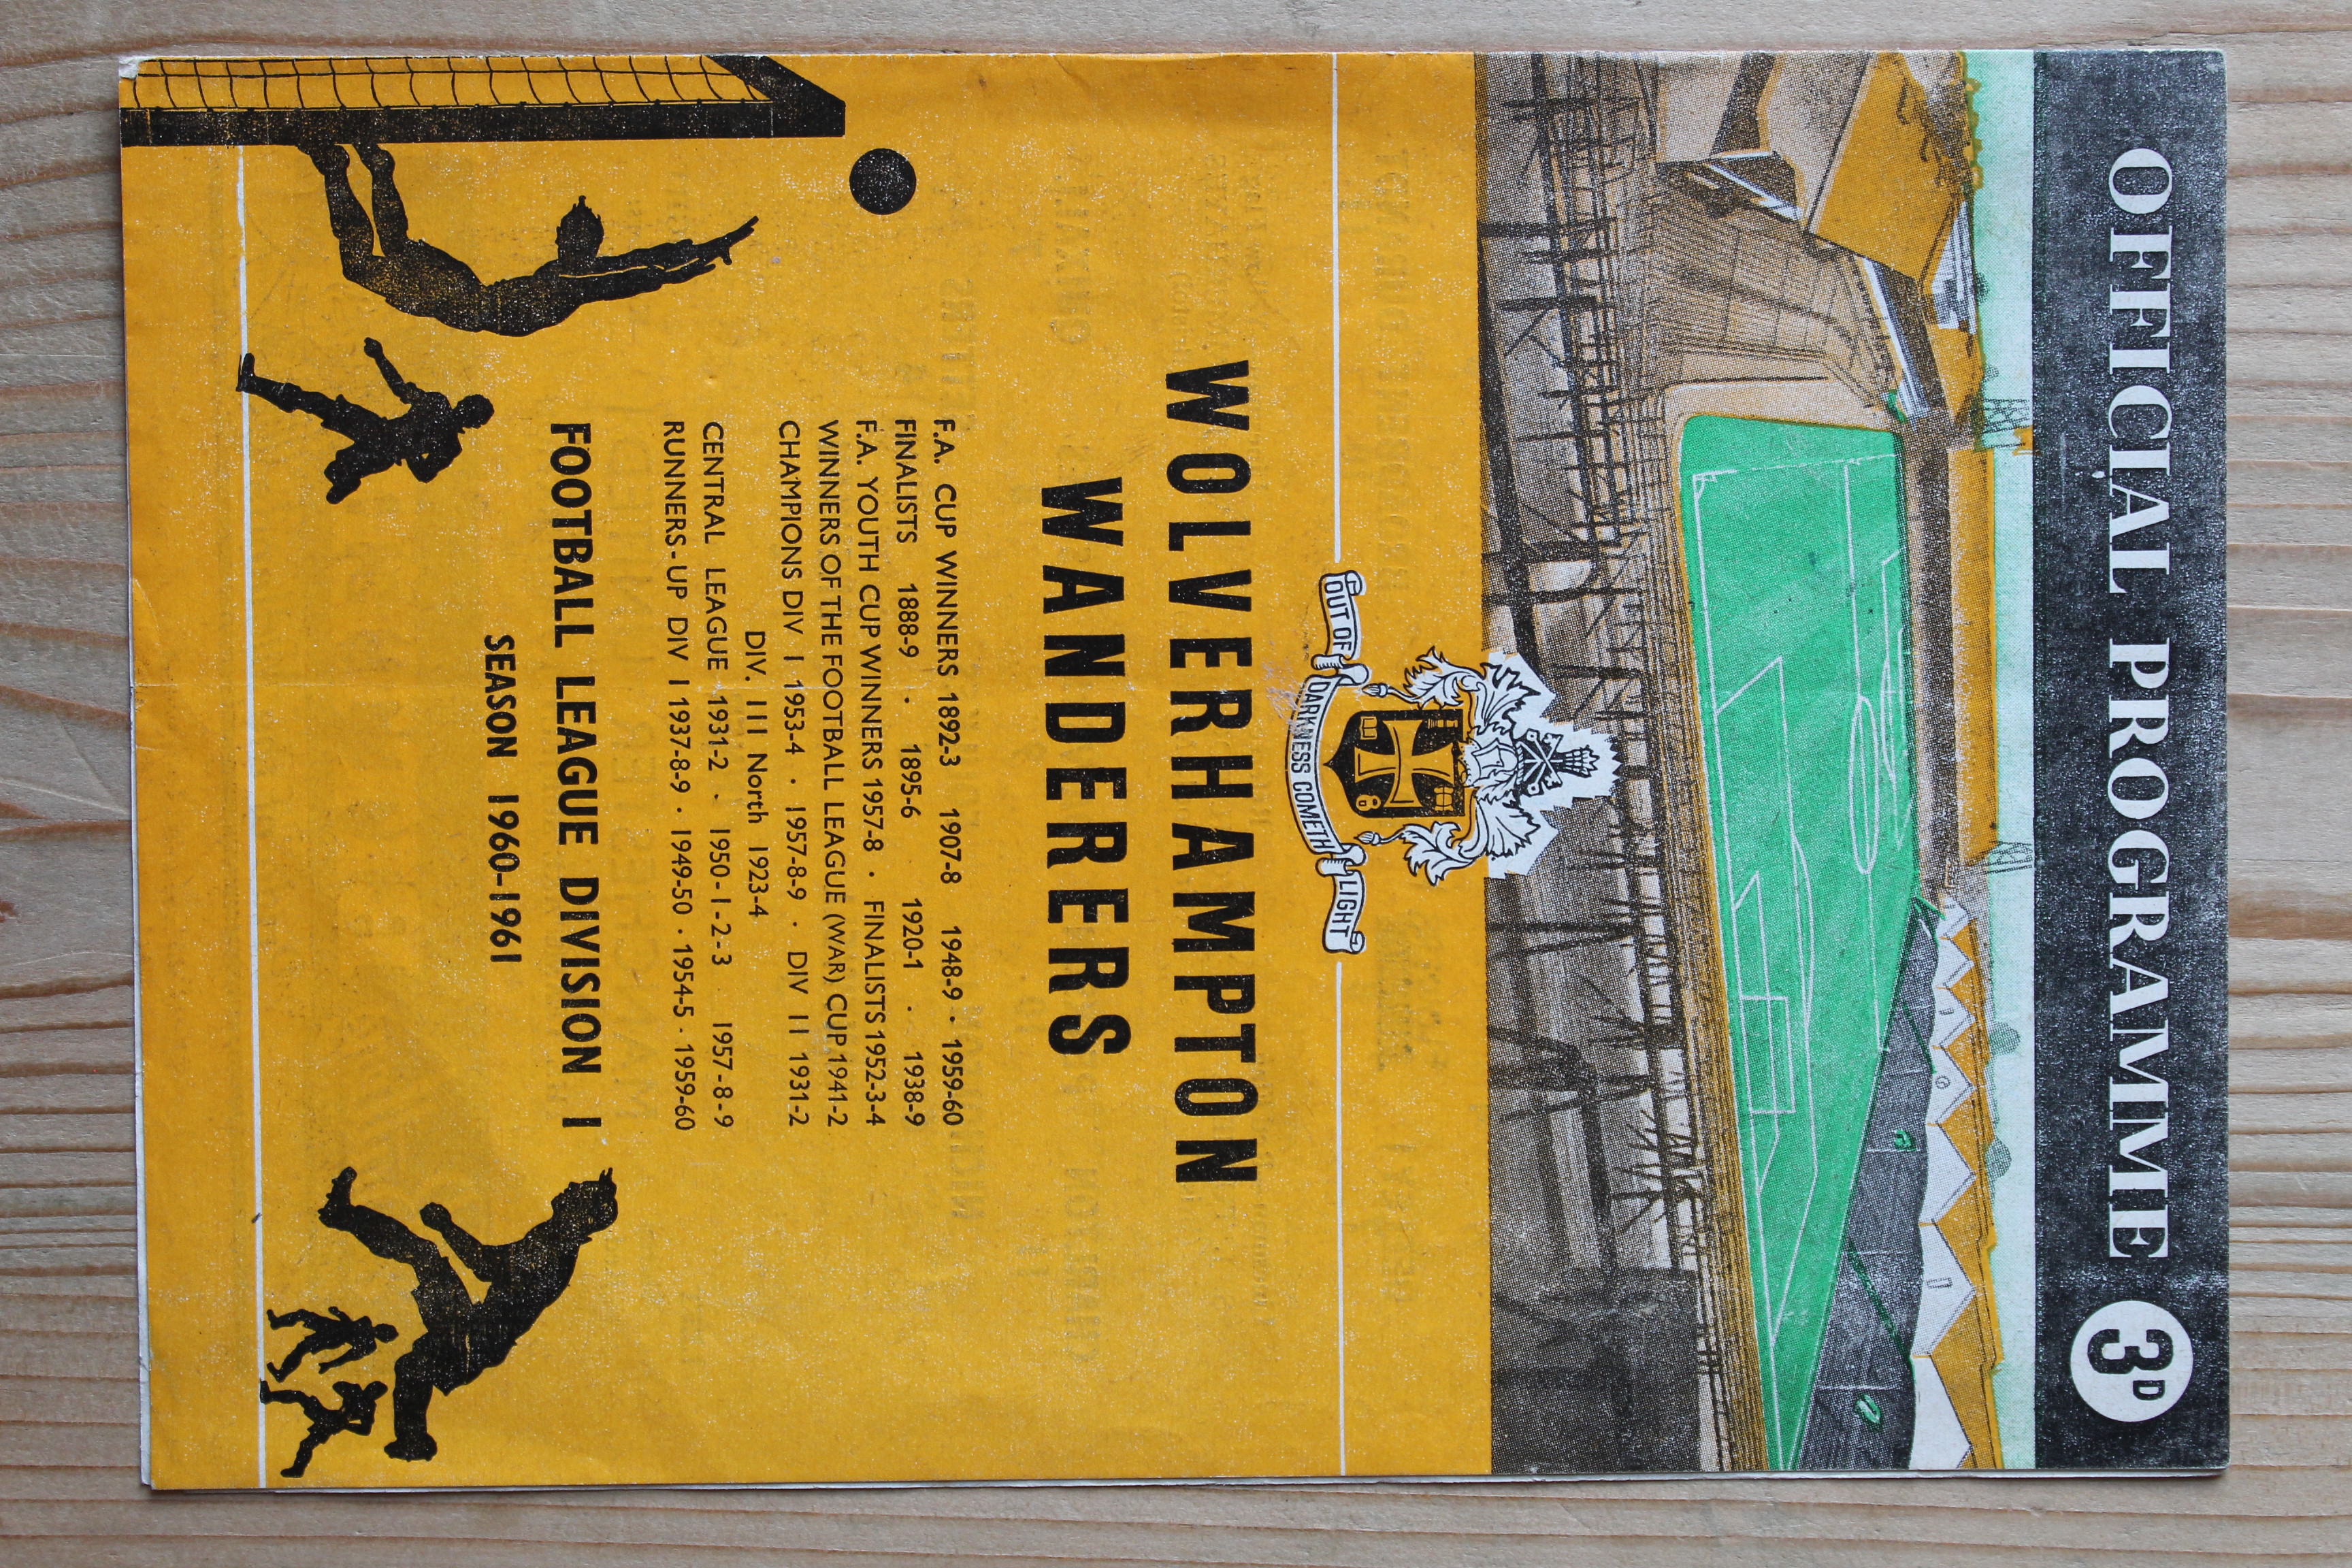 OFFICIAL PROGRAMME 3D
OUT OF DARKNESS COMETH LIGHT
WOLVERHAMPTON
WANDERERS
F.A. CUP WINNERS 1892-3 1907-8 1948-9 · 1959-60
FINALISTS 1888-9 · 1895-6 · 1920-1 · 1938-9
F.A. YOUTH CUP WINNERS 1957-8 · FINALISTS 1952-3-4
WINNERS OF THE FOOTBALL LEAGUE (WAR) CUP 1941-2
CHAMPIONS DIV I 1953-4 · 1957-8-9 · DIV II 1931-2
DIV. III North 1923-4
CENTRAL LEAGUE 1931-2 · 1950-1-2-3 · 1957-8-9
RUNNERS-UP DIV I 1937-8-9 · 1949-50 · 1954-5 · 1959-60
FOOTBALL LEAGUE DIVISION I
SEASON 1960-1961